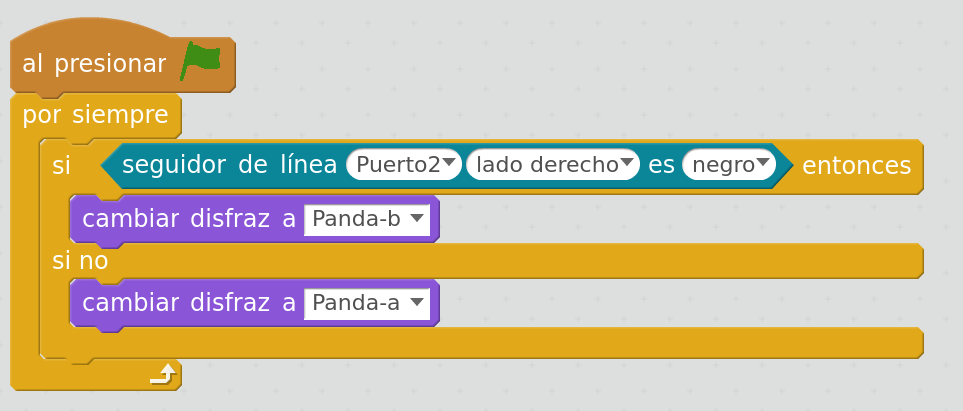 al presionar
por siempre
si seguidor de línea Puerto2 lado derecho es negro entonces
cambiar disfraz a Panda-b
si no
cambiar disfraz a Panda-a